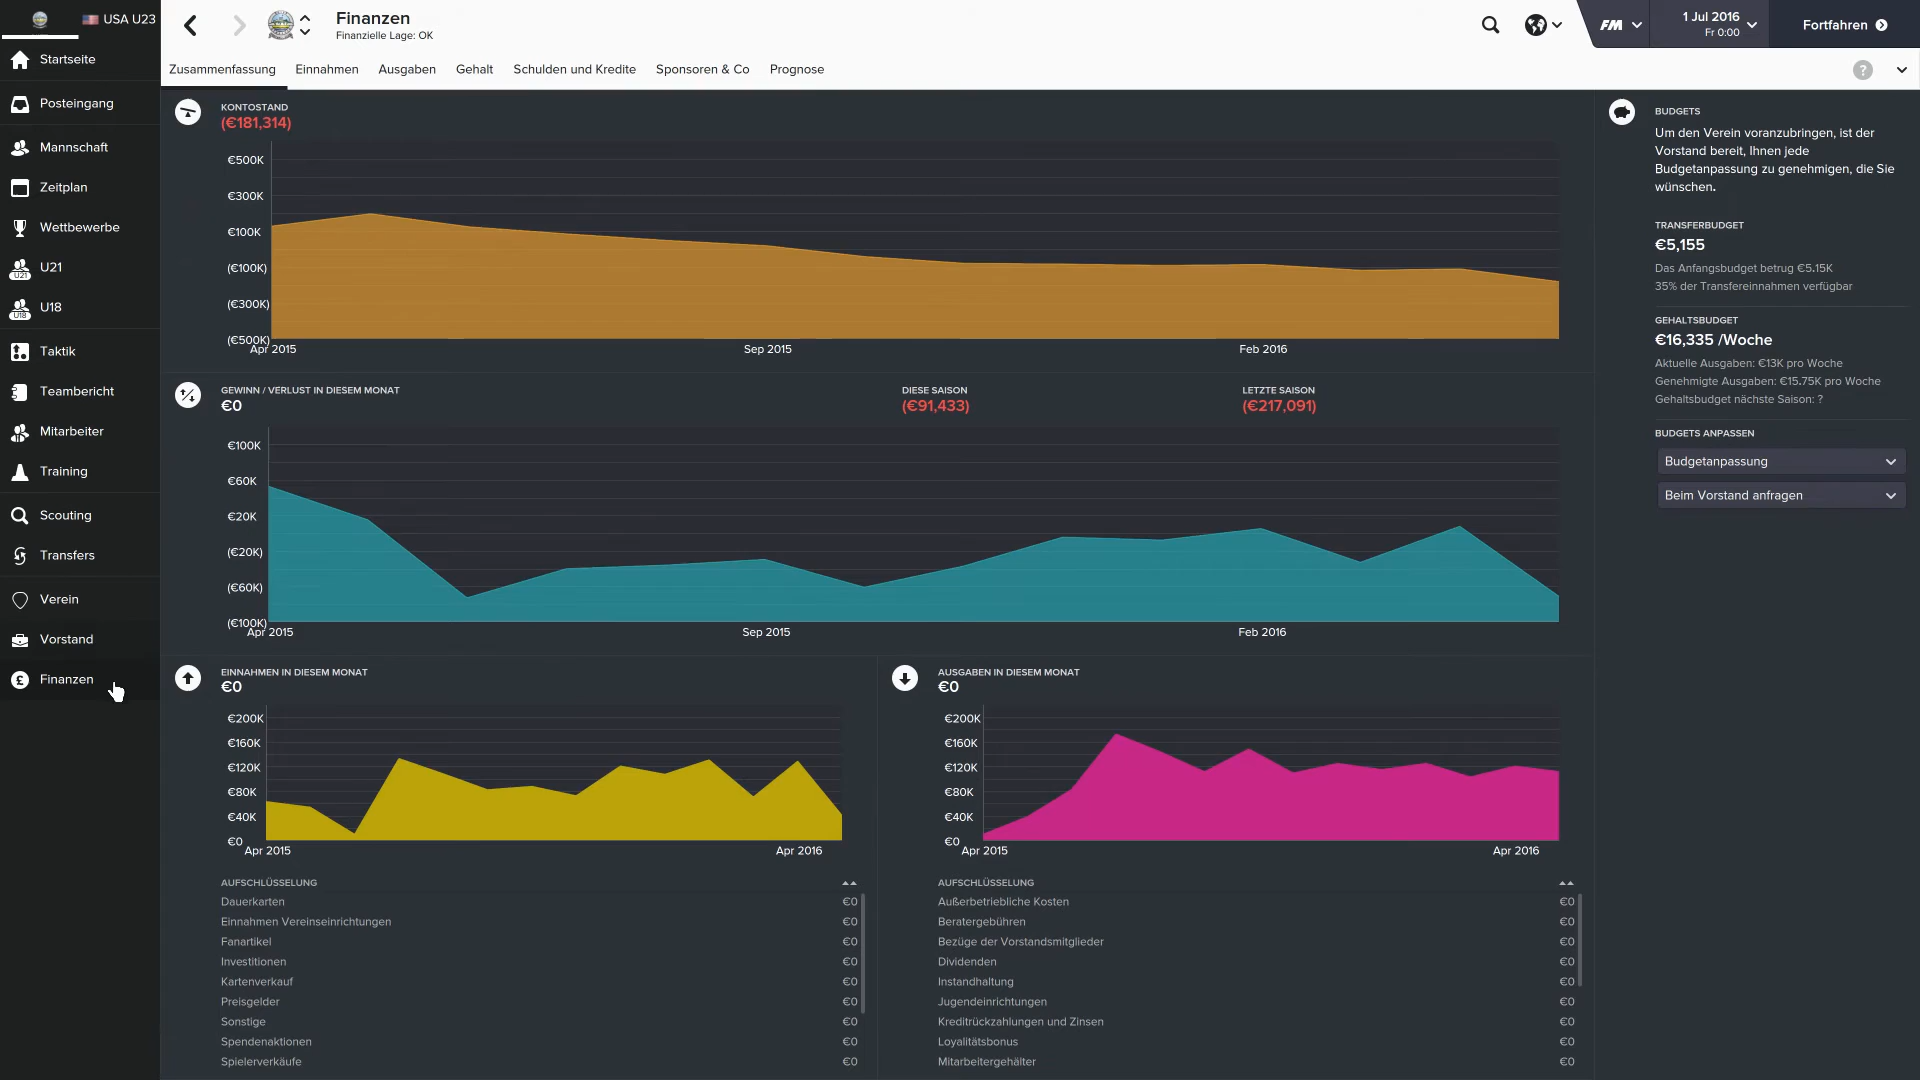 USA U23
Finanzen
Finanzielle Lage: OK
FM
1 Jul 2016
Fr 0:00
Fortfahren
Zusammenfassung
Einnahmen
Ausgaben
Gehalt
Schulden und Kredite
Sponsoren & Co
Prognose
?
Startseite
Posteingang
Mannschaft
Zeitplan
Wettbewerbe
U21
U21
U18
U18
Taktik
Teambericht
Mitarbeiter
Training
Scouting
Transfers
Verein
Vorstand
£
Finanzen
KONTOSTAND
(€181,314)
€500K
€300K
€100K
(€100K)
(€300K)
(€500K)
Apr 2015
Sep 2015
Feb 2016
GEWINN / VERLUST IN DIESEM MONAT
€0
DIESE SAISON
(€91,433)
LETZTE SAISON
(€217,091)
€100K
€60K
€20K
(€20K)
(€60K)
(€100K)
Apr 2015
Sep 2015
Feb 2016
EINNAHMEN IN DIESEM MONAT
€0
€200K
€160K
€120K
€80K
€40K
€0
Apr 2015
Apr 2016
AUFSCHLÜSSELUNG
Dauerkarten €0
Einnahmen Vereinseinrichtungen €0
Fanartikel €0
Investitionen €0
Kartenverkauf €0
Preisgelder €0
Sonstige €0
Spendenaktionen €0
Spielerverkäufe €0
AUSGABEN IN DIESEM MONAT
€0
€200K
€160K
€120K
€80K
€40K
€0
Apr 2015
Apr 2016
AUFSCHLÜSSELUNG
Außerbetriebliche Kosten €0
Beratergebühren €0
Bezüge der Vorstandsmitglieder €0
Dividenden €0
Instandhaltung €0
Jugendeinrichtungen €0
Kreditrückzahlungen und Zinsen €0
Loyalitätsbonus €0
Mitarbeitergehälter €0
BUDGETS
Um den Verein voranzubringen, ist der
Vorstand bereit, Ihnen jede
Budgetanpassung zu genehmigen, die Sie
wünschen.
TRANSFERBUDGET
€5,155
Das Anfangsbudget betrug €5.15K
35% der Transfereinnahmen verfügbar
GEHALTSBUDGET
€16,335 /Woche
Aktuelle Ausgaben: €13K pro Woche
Genehmigte Ausgaben: €15.75K pro Woche
Gehaltsbudget nächste Saison: ?
BUDGETS ANPASSEN
Budgetanpassung
Beim Vorstand anfragen